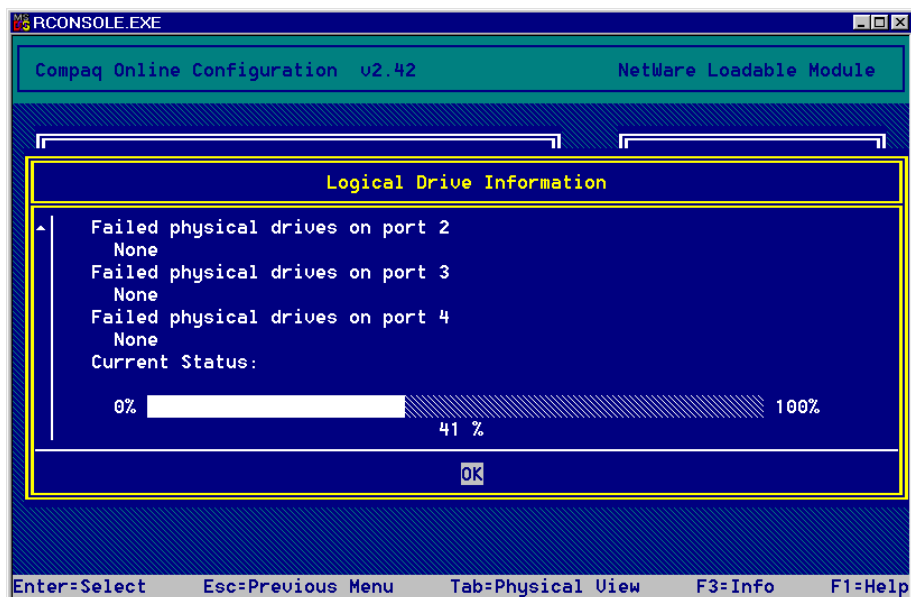 RCONSOLE.EXE
Compaq Online Configuration v2.42 NetWare Loadable Module
Logical Drive Information
Failed physical drives on port 2
None
Failed physical drives on port 3
None
Failed physical drives on port 4
None
Current Status:
0% 100%
41 %
OK
Enter=Select Esc=Previous Menu Tab=Physical View F3=Info F1=Help